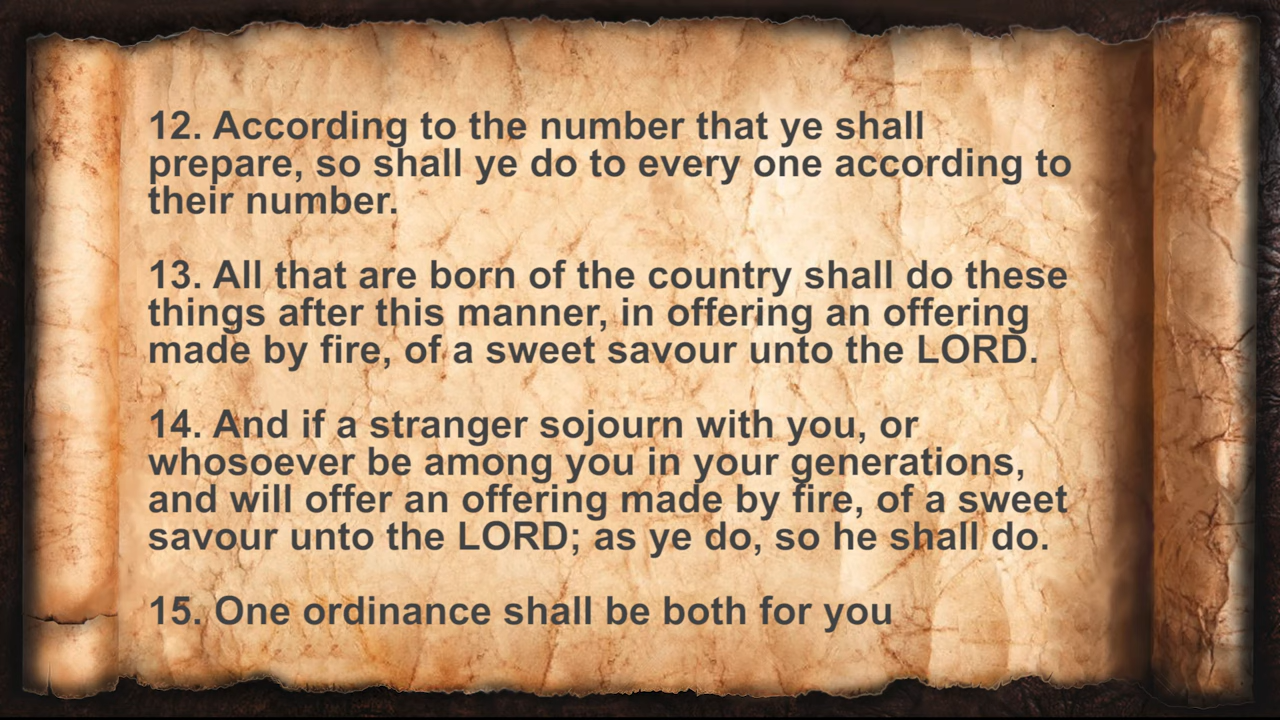 12. According to the number that ye shall
prepare, so shall ye do to every one according to
their number.
13. All that are born of the country shall do these
things after this manner, in offering an offering
made by fire, of a sweet savour unto the LORD.
14. And if a stranger sojourn with you, or
whosoever be among you in your generations,
and will offer an offering made by fire, of a sweet
savour unto the LORD; as ye do, so he shall do.
15. One ordinance shall be both for you